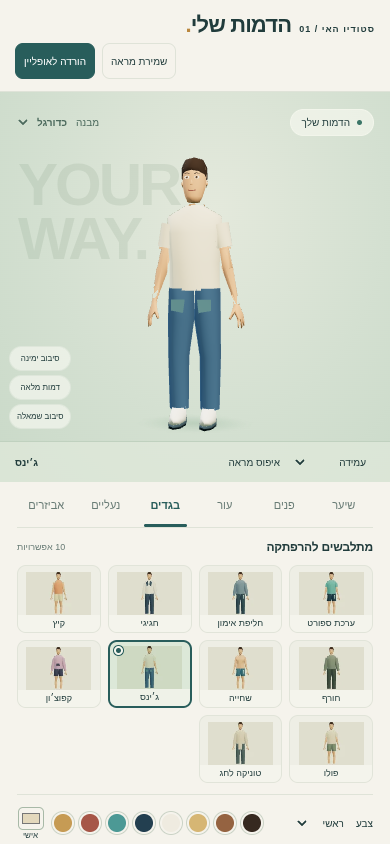 סטודיו האי / 01
הדמות שלי.
שמירת מראה
הורדה לאופליין
הדמות שלך
מבנה כדורגל
YOUR
WAY.
סיבוב ימינה
דמות מלאה
סיבוב שמאלה
עמידה
איפוס מראה
ג׳ינס
שיער
פנים
עור
בגדים
נעליים
אביזרים
מתלבשים להרפתקה
10 אפשרויות
ערכת ספורט
חליפת אימון
חגיגי
קיץ
חורף
שחייה
ג׳ינס
קפוצ׳ון
פולו
טוניקה לחג
צבע ראשי
אישי